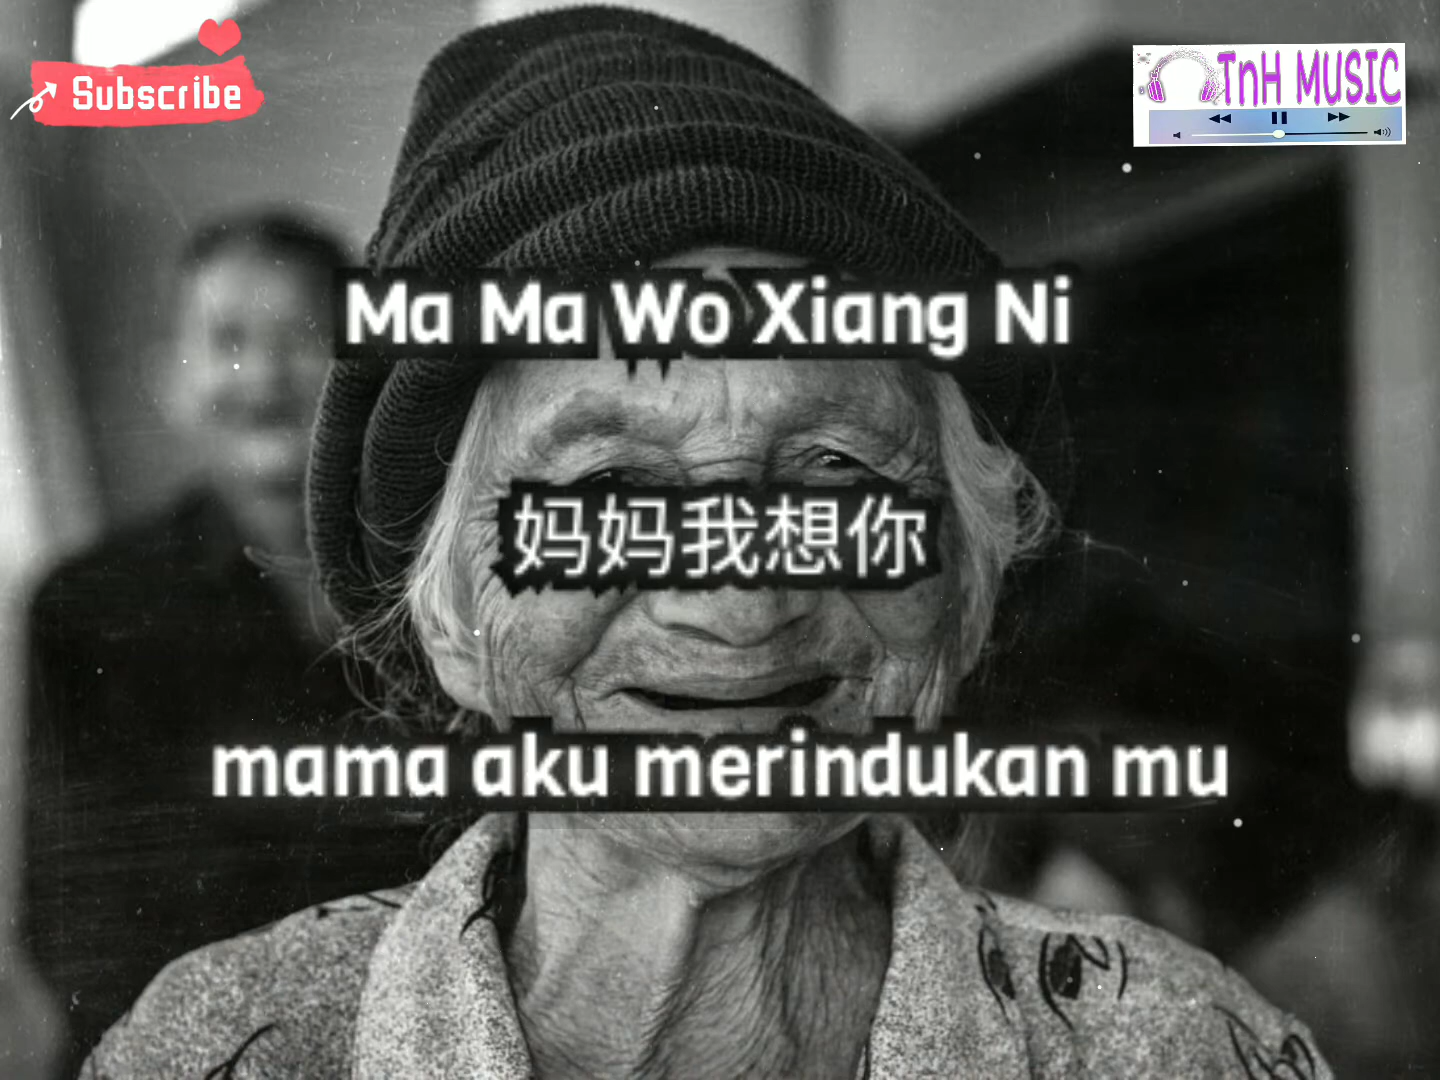 Subscribe
TnH MUSIC
Ma Ma Wo Xiang Ni
妈妈我想你
mama aku merindukan mu